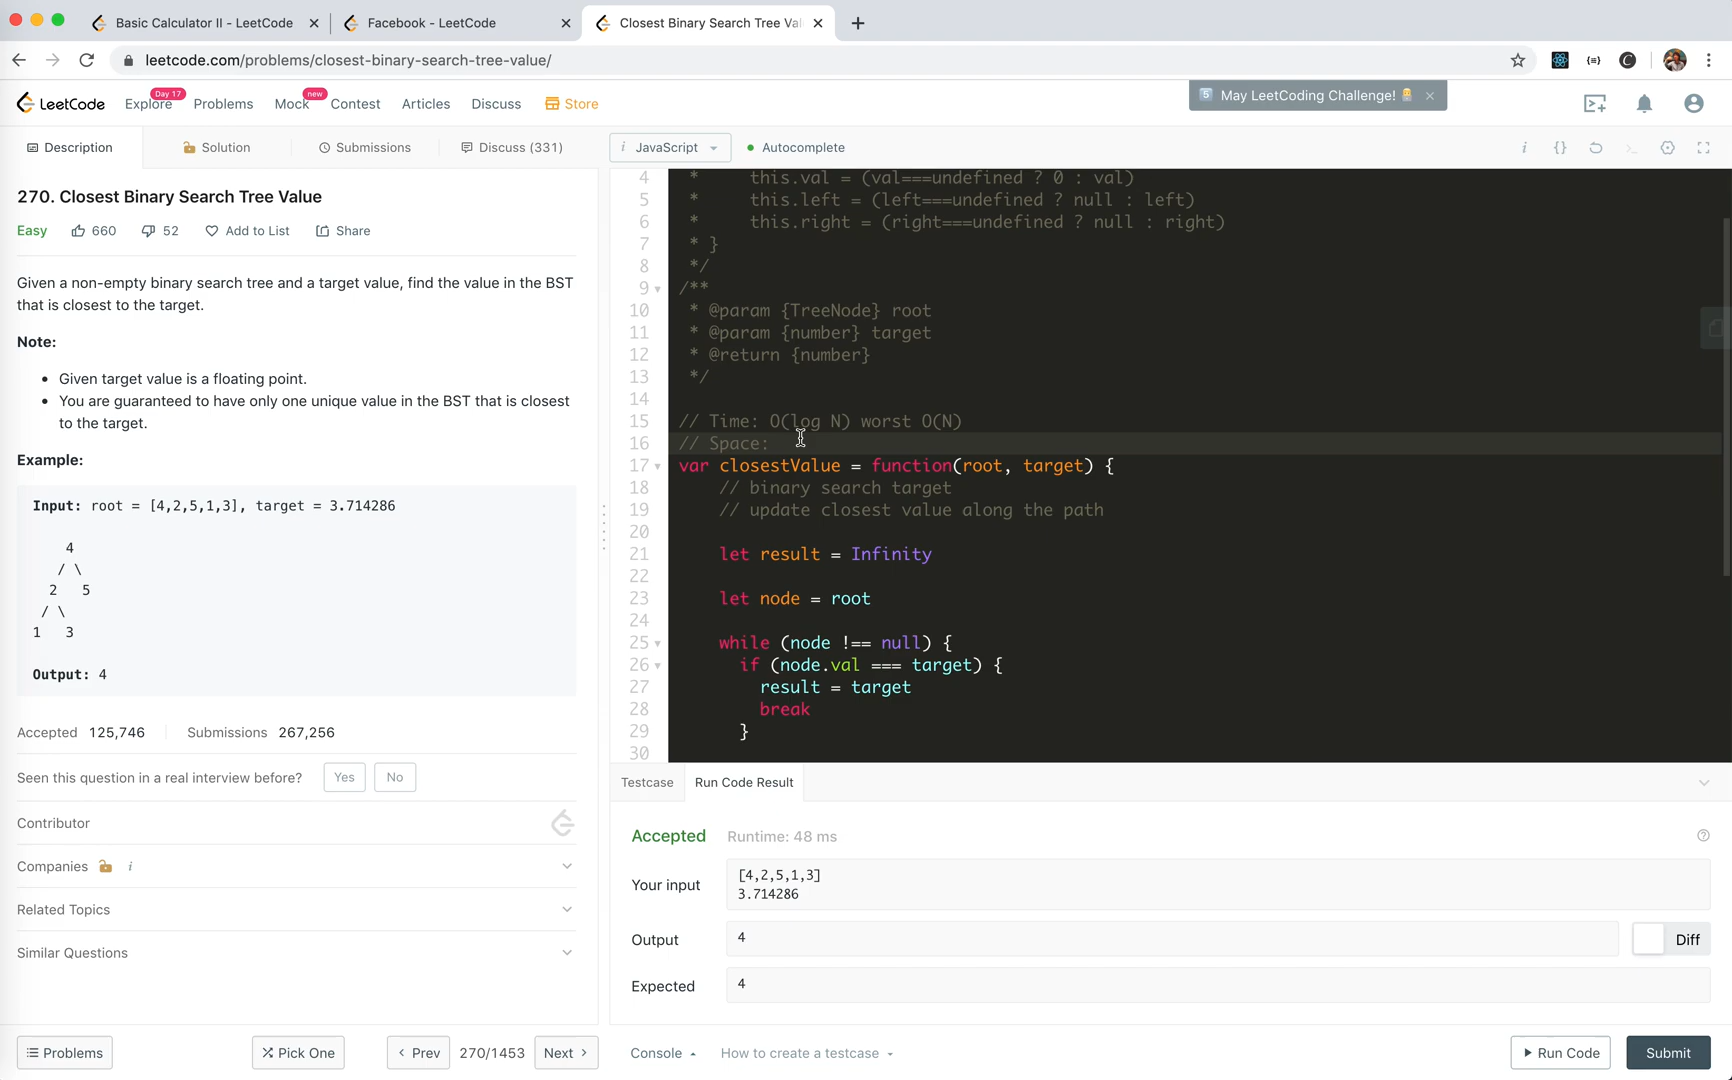 Basic Calculator II - LeetCode
Facebook - LeetCode
Closest Binary Search Tree Val
leetcode.com/problems/closest-binary-search-tree-value/
LeetCode
Explore
Day 17
Problems
Mock
new
Contest
Articles
Discuss
Store
5 May LeetCoding Challenge!
Description
Solution
Submissions
Discuss (331)
i JavaScript
Autocomplete
270. Closest Binary Search Tree Value
Easy
660
52
Add to List
Share
Given a non-empty binary search tree and a target value, find the value in the BST
that is closest to the target.
Note:
• Given target value is a floating point.
• You are guaranteed to have only one unique value in the BST that is closest
to the target.
Example:
Input: root = [4,2,5,1,3], target = 3.714286
4
/ \
2 5
/ \
1 3
Output: 4
Accepted 125,746
Submissions 267,256
Seen this question in a real interview before?
Yes
No
Contributor
Companies i
Related Topics
Similar Questions
Problems
Pick One
< Prev
270/1453
Next >
4 * this.val = (val===undefined ? 0 : val)
5 * this.left = (left===undefined ? null : left)
6 * this.right = (right===undefined ? null : right)
7 * }
8 */
9 /**
10 * @param {TreeNode} root
11 * @param {number} target
12 * @return {number}
13 */
14
15 // Time: O(log N) worst O(N)
16 // Space:
17 var closestValue = function(root, target) {
18 // binary search target
19 // update closest value along the path
20
21 let result = Infinity
22
23 let node = root
24
25 while (node !== null) {
26 if (node.val === target) {
27 result = target
28 break
29 }
30
Testcase
Run Code Result
Accepted
Runtime: 48 ms
Your input
[4,2,5,1,3]
3.714286
Output
4
Diff
Expected
4
Console
How to create a testcase
Run Code
Submit